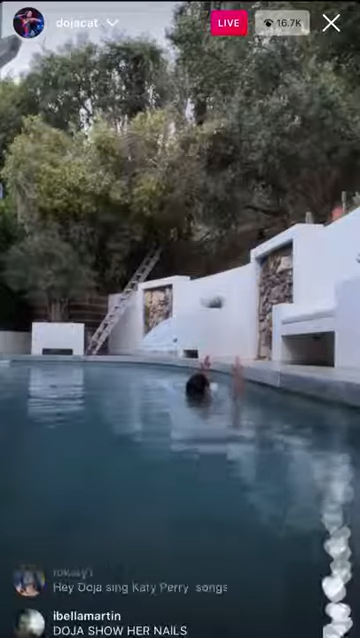 dojacat
LIVE
16.7K
Hey Doja sing Katy Perry songs
ibellamartin
DOJA SHOW HER NAILS